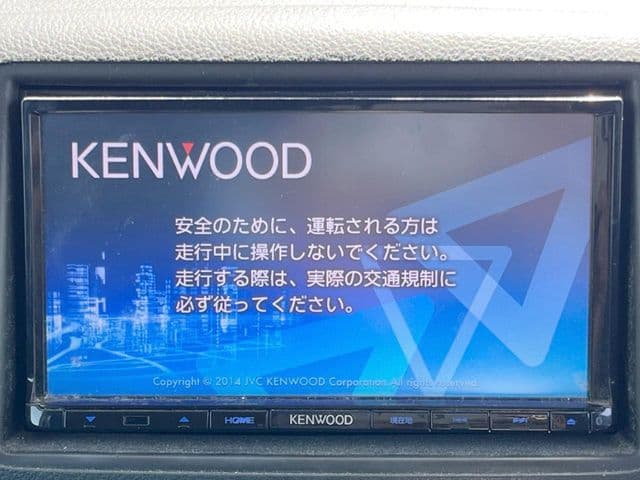 KENWOOD
安全のために、運転される方は
走行中に操作しないでください。
走行する際は、実際の交通規制に
必ず従ってください。
Copyright © 2014 JVC KENWOOD Corporation. All rights reserved.
HOME KENWOOD 現在地